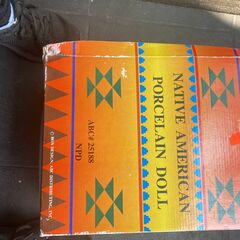 NATIVE AMERICAN
PORCELAIN DOLL
ABC# 25188
NPD